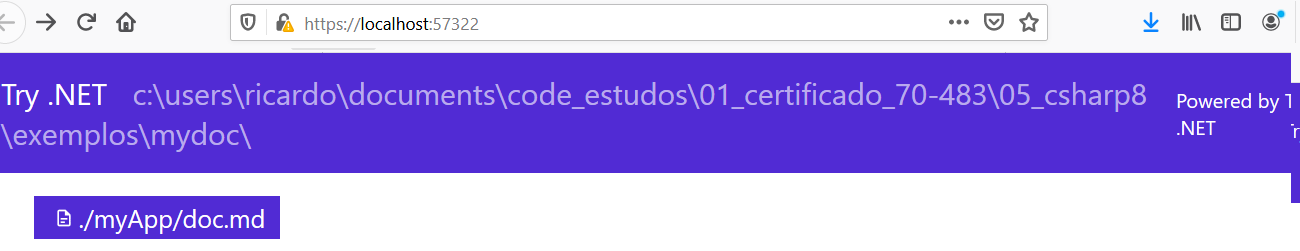 https://localhost:57322
Try .NET c:\users\ricardo\documents\code_estudos\01_certificado_70-483\05_csharp8
\exemplos\mydoc\
Powered by T
.NET
./myApp/doc.md